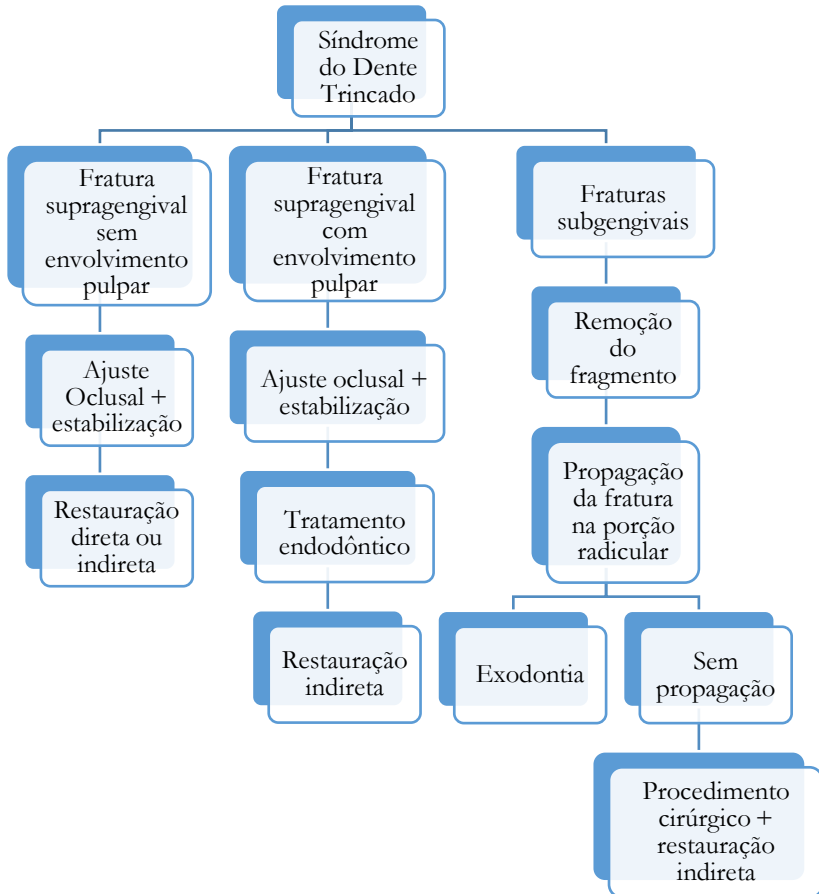 Síndrome
do Dente
Trincado
Fratura
supragengival
sem
envolvimento
pulpar
Fratura
supragengival
com
envolvimento
pulpar
Fraturas
subgengivais
Ajuste
Oclusal +
estabilização
Ajuste oclusal +
estabilização
Remoção
do
fragmento
Restauração
direta ou
indireta
Tratamento
endodôntico
Propagação
da fratura
na porção
radicular
Restauração
indireta
Exodontia
Sem
propagação
Procedimento
cirúrgico +
restauração
indireta